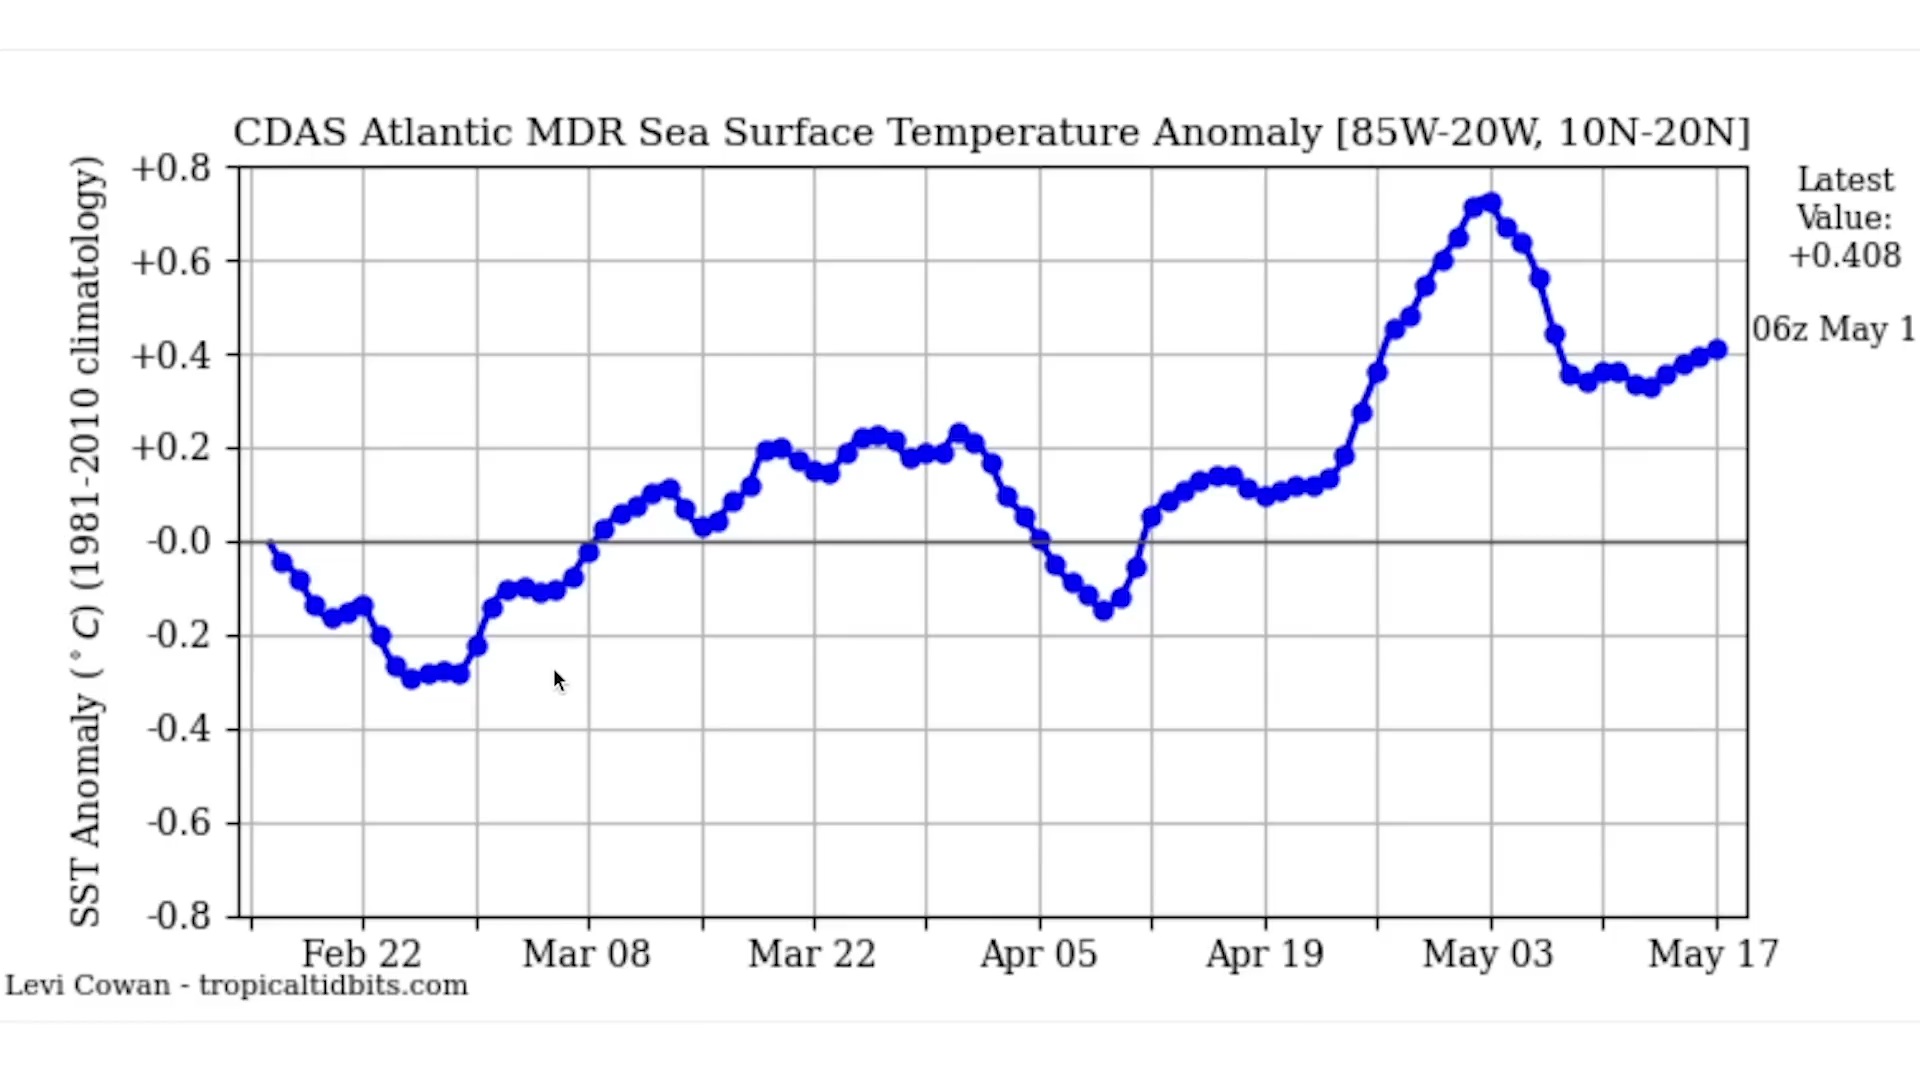 CDAS Atlantic MDR Sea Surface Temperature Anomaly [85W-20W, 10N-20N]
SST Anomaly (°C) (1981-2010 climatology)
+0.8
+0.6
+0.4
+0.2
-0.0
-0.2
-0.4
-0.6
-0.8
Latest
Value:
+0.408
06z May 1
Feb 22 Mar 08 Mar 22 Apr 05 Apr 19 May 03 May 17
Levi Cowan - tropicaltidbits.com